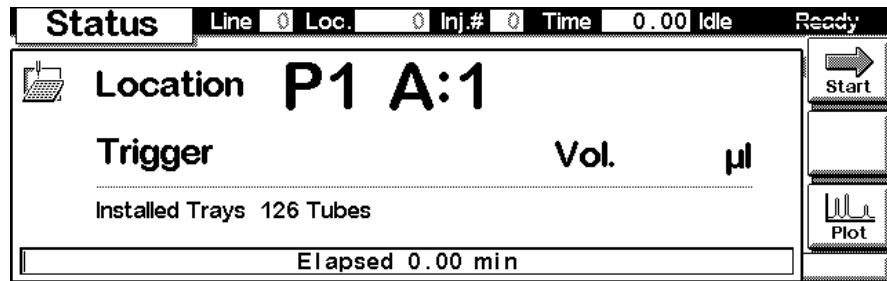 Status Line 0 Loc. 0 Inj.# 0 Time 0.00 Idle Ready
Location P1 A:1
Start
Trigger Vol. µl
Installed Trays 126 Tubes
Plot
Elapsed 0.00 min